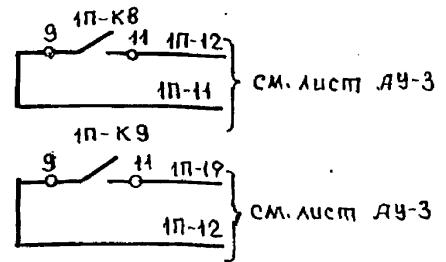 1П-К8
9 11 1П-12
1П-11
см. лист АУ-3
1П-К9
9 11 1П-19
1П-12
см. лист АУ-3